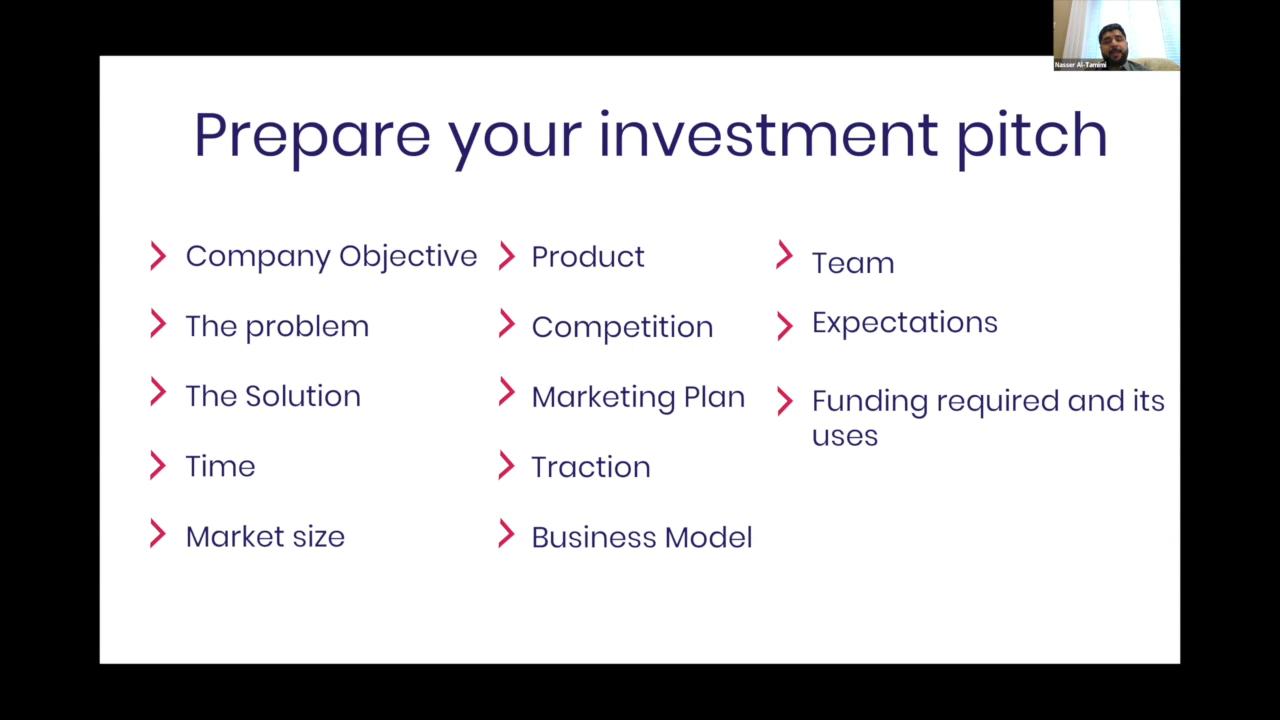 Nasser Al-Tamimi
Prepare your investment pitch
Company Objective
The problem
The Solution
Time
Market size
Product
Competition
Marketing Plan
Traction
Business Model
Team
Expectations
Funding required and its
uses